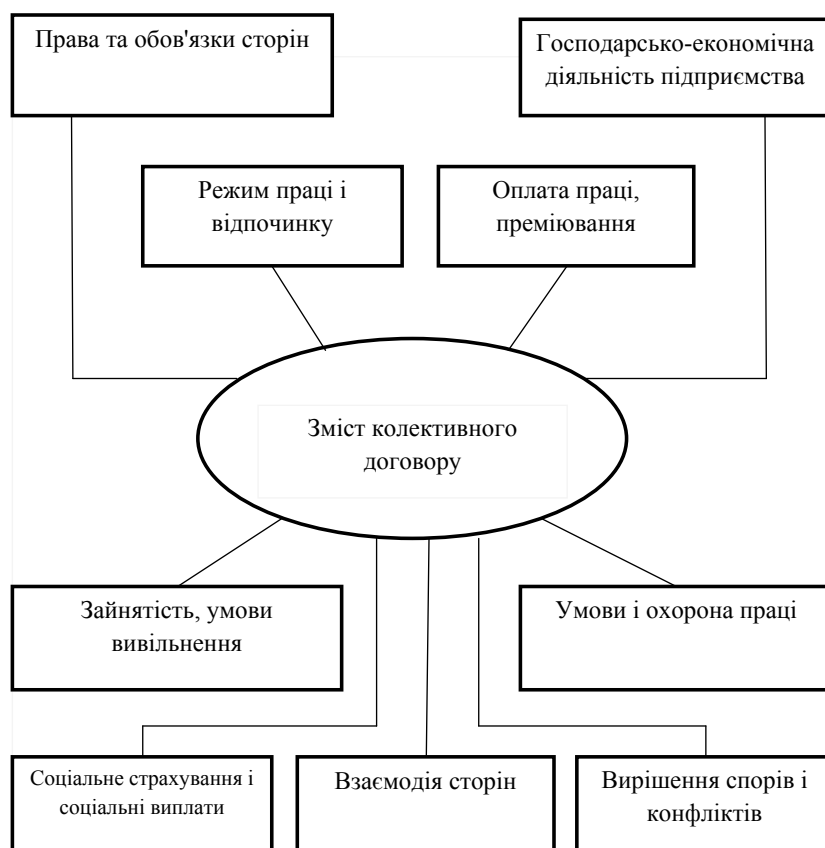 Права та обов'язки сторін
Господарсько-економічна
діяльність підприємства
Режим праці і
відпочинку
Оплата праці,
преміювання
Зміст колективного
договору
Зайнятість, умови
вивільнення
Умови і охорона праці
Соціальне страхування і
соціальні виплати
Взаємодія сторін
Вирішення спорів і
конфліктів